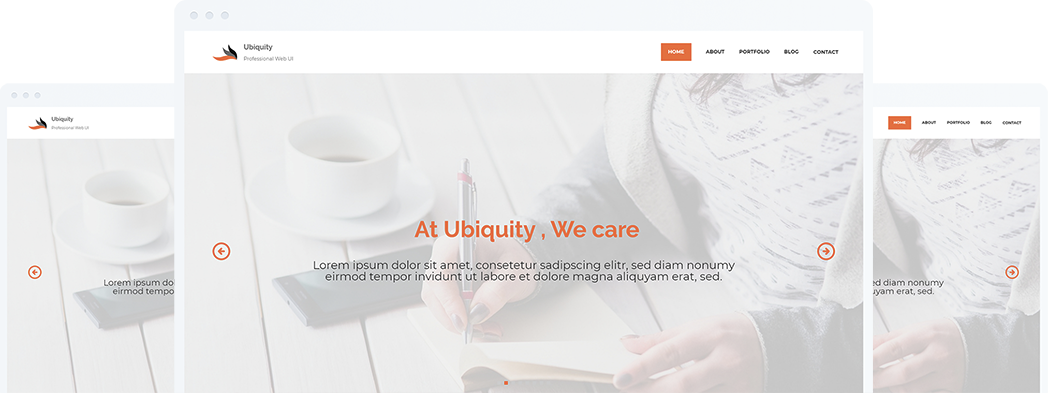 Ubiquity
Professional Web UI
HOME
ABOUT
PORTFOLIO
BLOG
CONTACT
At Ubiquity , We care
Lorem ipsum dolor sit amet, consetetur sadipscing elitr, sed diam nonumy
eirmod tempor invidunt ut labore et dolore magna aliquyam erat, sed.
Ubiquity
Professional Web UI
Lorem ipsum do
eirmod tempo
HOME
ABOUT
PORTFOLIO
BLOG
CONTACT
ed diam nonumy
uyam erat, sed.